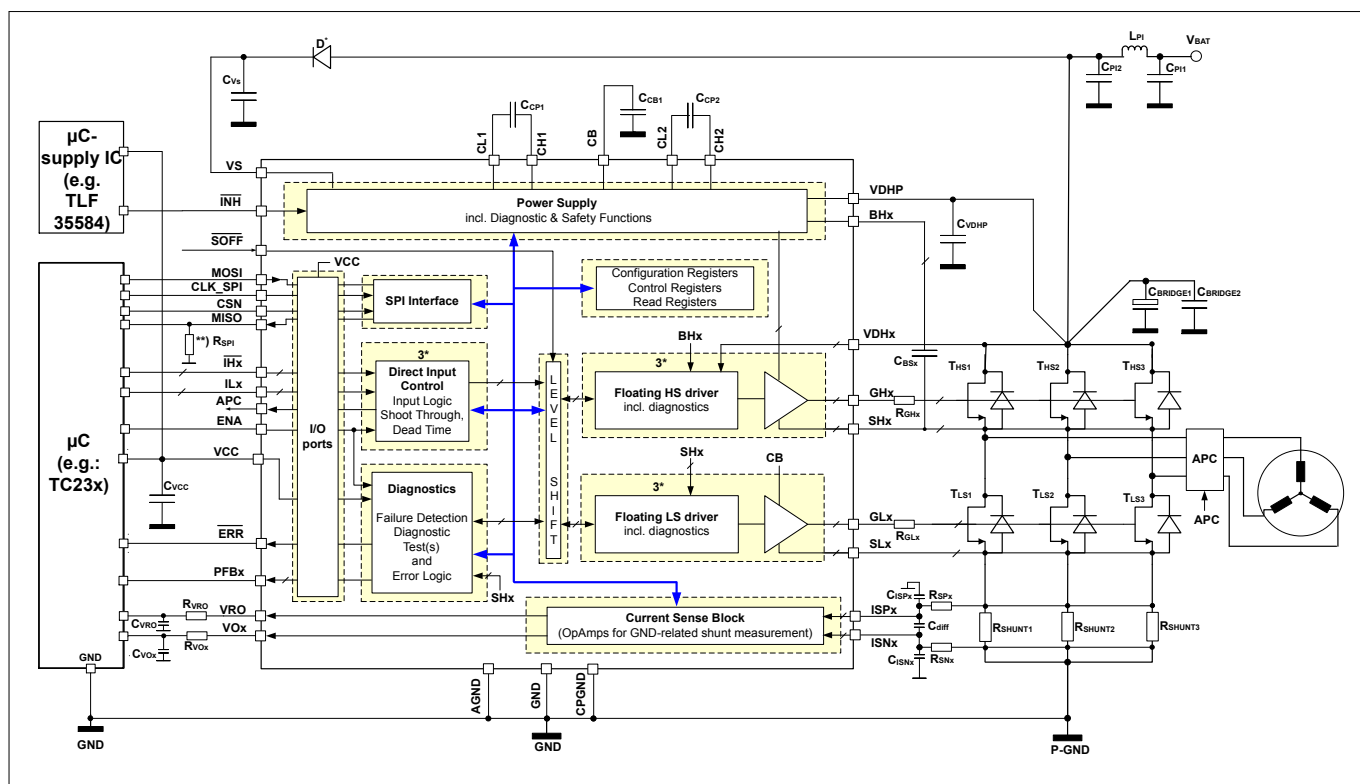 D*
LPI
VBAT
CPI2
CPI1
CVs
CCP1
CCB1
CCP2
CL1
CH1
CB
CL2
CH2
µC-
supply IC
(e.g.
TLF
35584)
VS
INH
SOFF
Power Supply
incl. Diagnostic & Safety Functions
VDHP
BHx
CVDHP
MOSI
CLK_SPI
CSN
MISO
**) RSPI
VCC
SPI Interface
Configuration Registers
Control Registers
Read Registers
CBRIDGE1
CBRIDGE2
VDHx
CBSx
IHx
ILx
APC
ENA
VCC
CVCC
µC
(e.g.:
TC23x)
I/O
ports
3*
Direct Input
Control
Input Logic
Shoot Through,
Dead Time
LEVEL SHIFT
BHx
3*
Floating HS driver
incl. diagnostics
GHx
RGHx
SHx
THS1
THS2
THS3
APC
APC
Diagnostics
Failure Detection
Diagnostic
Test(s)
and
Error Logic
SHx
SHx
3*
Floating LS driver
incl. diagnostics
CB
GLx
RGLx
SLx
TLS1
TLS2
TLS3
ERR
PFBx
VRO
VOx
RVRO
CVRO
CVOx
RVOx
Current Sense Block
(OpAmps for GND-related shunt measurement)
ISPx
ISNx
CISPx
RSPx
Cdiff
CISNx
RSNx
RSHUNT1
RSHUNT2
RSHUNT3
GND
AGND
GND
CPGND
GND
GND
P-GND